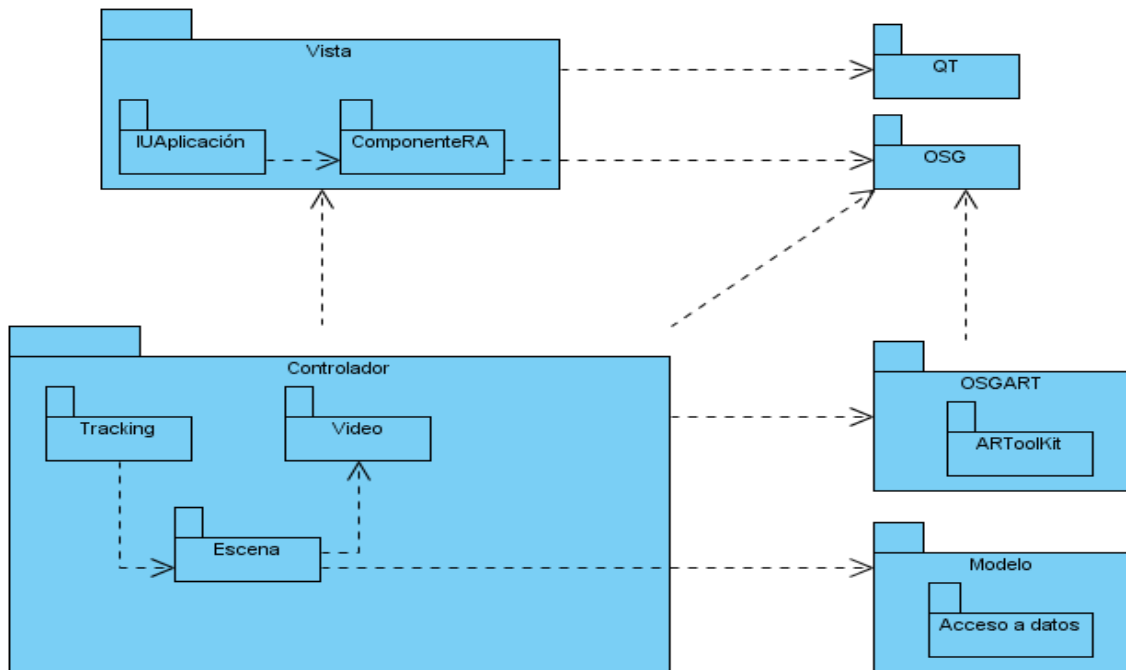 Vista
QT
IUAplicación
ComponenteRA
OSG
Controlador
OSGART
Tracking
Video
ARToolKit
Escena
Modelo
Acceso a datos